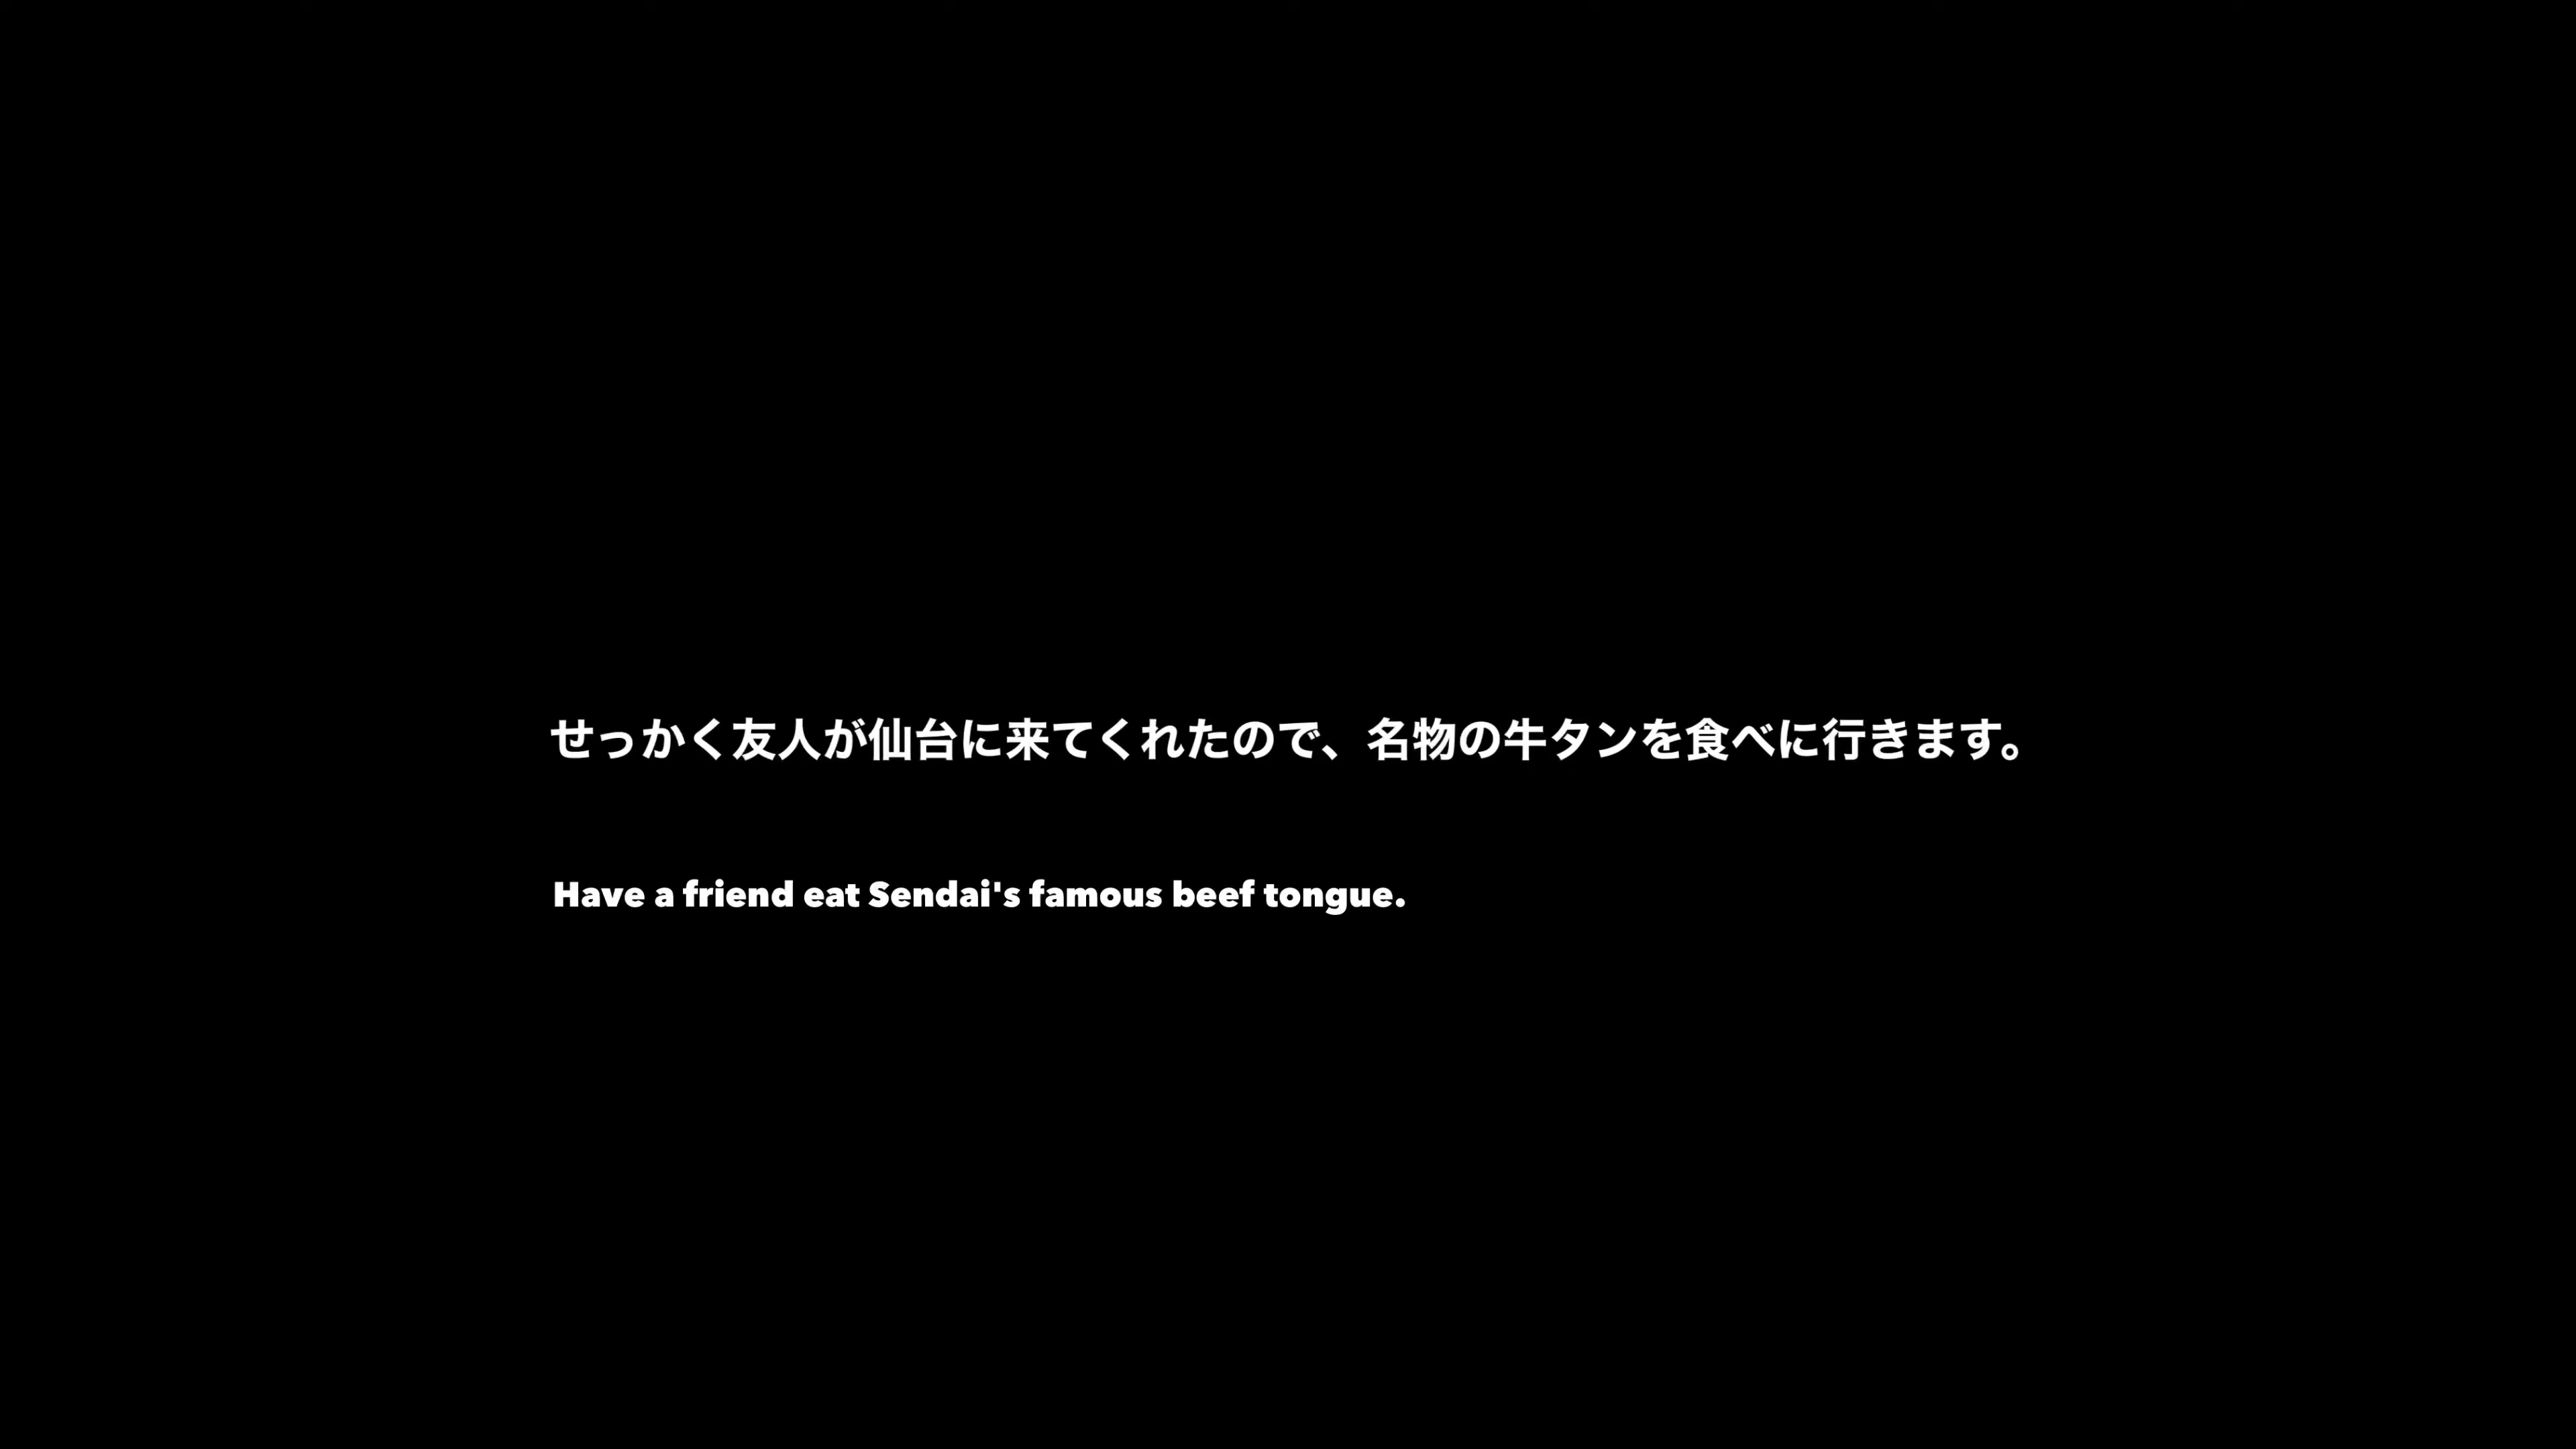 せっかく友人が仙台に来てくれたので、名物の牛タンを食べに行きます。
Have a friend eat Sendai's famous beef tongue.